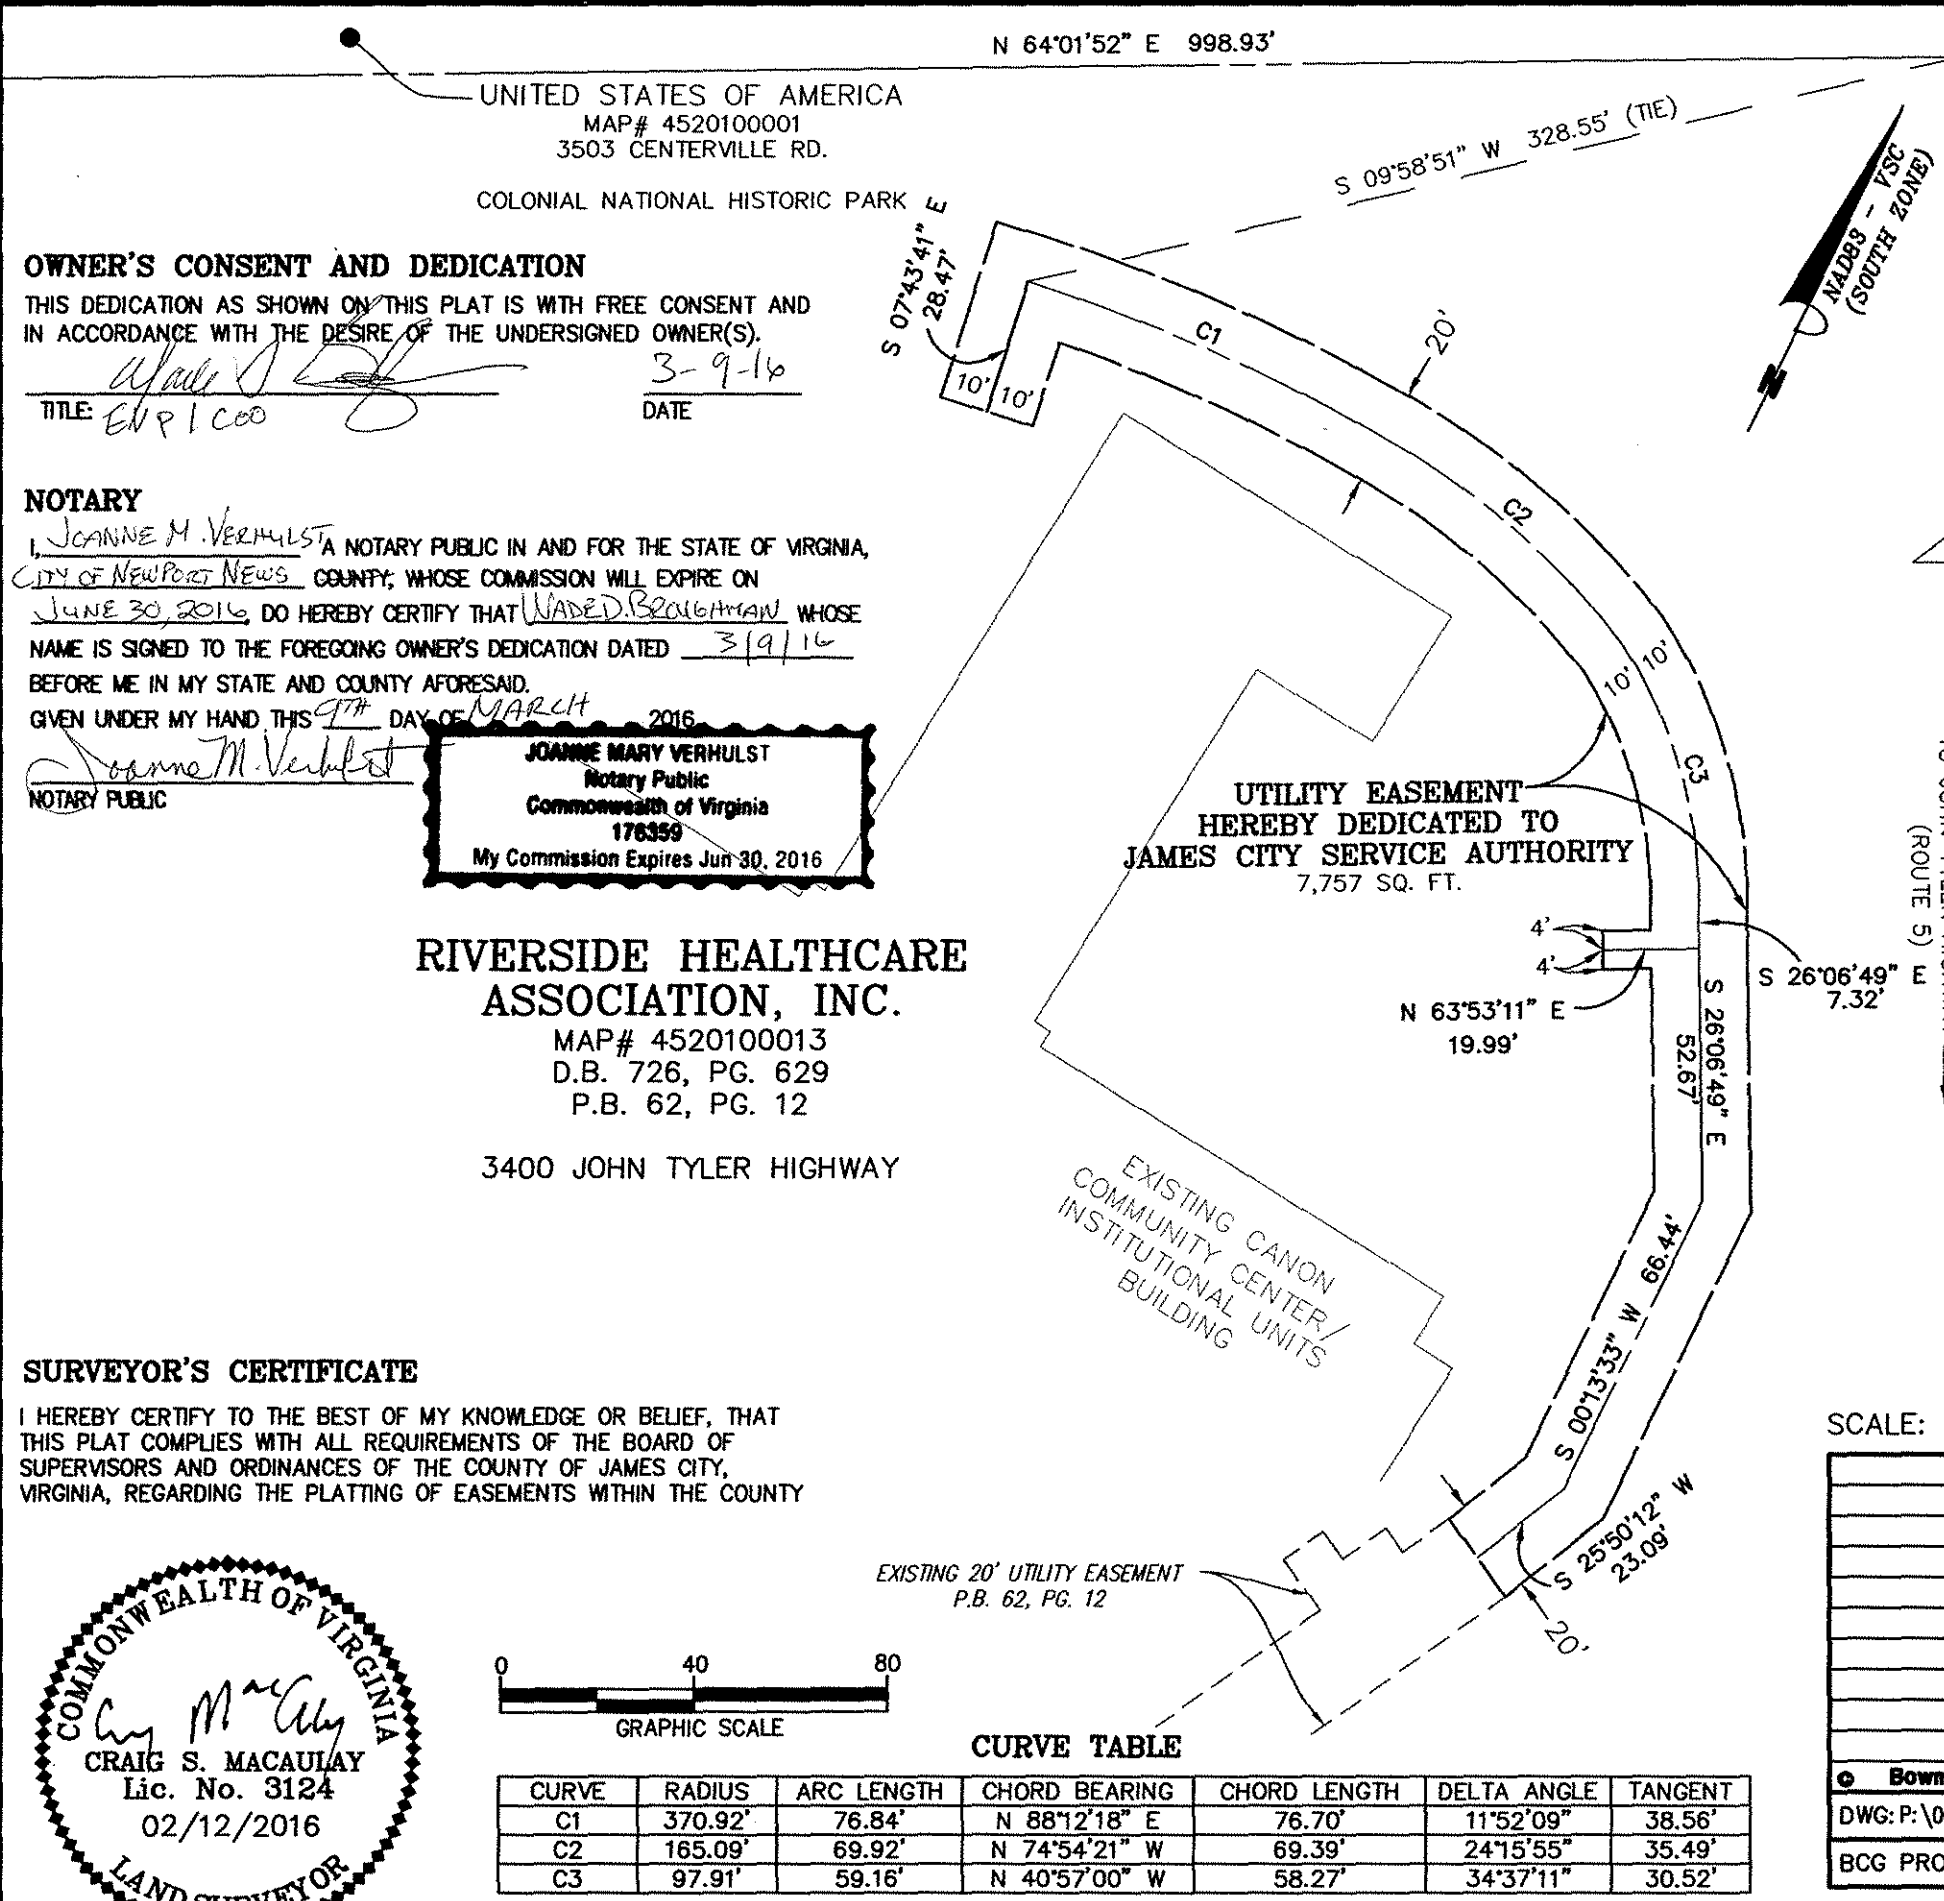 N 64°01'52" E 998.93'
UNITED STATES OF AMERICA
MAP# 4520100001
3503 CENTERVILLE RD.
COLONIAL NATIONAL HISTORIC PARK
S 09°58'51" W 328.55' (TIE)
NAD83 - VSC
(SOUTH ZONE)
N
S 07°43'41" E
28.47'
10' 10'
C1
20'
C2
10' 10'
C3
OWNER'S CONSENT AND DEDICATION
THIS DEDICATION AS SHOWN ON THIS PLAT IS WITH FREE CONSENT AND
IN ACCORDANCE WITH THE DESIRE OF THE UNDERSIGNED OWNER(S).
3-9-16
TITLE: EVP / COO
DATE
NOTARY
I, JOANNE M. VERHULST A NOTARY PUBLIC IN AND FOR THE STATE OF VIRGINIA,
CITY OF NEWPORT NEWS COUNTY; WHOSE COMMISSION WILL EXPIRE ON
JUNE 30, 2016, DO HEREBY CERTIFY THAT WADE D. BROUGHMAN WHOSE
NAME IS SIGNED TO THE FOREGOING OWNER'S DEDICATION DATED 3/9/16
BEFORE ME IN MY STATE AND COUNTY AFORESAID.
GIVEN UNDER MY HAND THIS 9TH DAY OF MARCH 2016
Joanne M. Verhulst
NOTARY PUBLIC
JOANNE MARY VERHULST
Notary Public
Commonwealth of Virginia
176359
My Commission Expires Jun 30, 2016
UTILITY EASEMENT
HEREBY DEDICATED TO
JAMES CITY SERVICE AUTHORITY
7,757 SQ. FT.
(ROUTE 5)
4'
4'
N 63°53'11" E
19.99'
S 26°06'49" E
7.32'
S 26°06'49" E
52.67'
RIVERSIDE HEALTHCARE
ASSOCIATION, INC.
MAP# 4520100013
D.B. 726, PG. 629
P.B. 62, PG. 12
3400 JOHN TYLER HIGHWAY
EXISTING CANON
COMMUNITY CENTER/
INSTITUTIONAL UNITS
BUILDING
S 00°13'33" W 66.44'
S 25°50'12" W
23.09'
20'
EXISTING 20' UTILITY EASEMENT
P.B. 62, PG. 12
SURVEYOR'S CERTIFICATE
I HEREBY CERTIFY TO THE BEST OF MY KNOWLEDGE OR BELIEF, THAT
THIS PLAT COMPLIES WITH ALL REQUIREMENTS OF THE BOARD OF
SUPERVISORS AND ORDINANCES OF THE COUNTY OF JAMES CITY,
VIRGINIA, REGARDING THE PLATTING OF EASEMENTS WITHIN THE COUNTY
COMMONWEALTH OF VIRGINIA
CRAIG S. MACAULAY
Lic. No. 3124
02/12/2016
LAND SURVEYOR
0 40 80
GRAPHIC SCALE
CURVE TABLE
CURVE RADIUS ARC LENGTH CHORD BEARING CHORD LENGTH DELTA ANGLE TANGENT
C1 370.92' 76.84' N 88°12'18" E 76.70' 11°52'09" 38.56'
C2 165.09' 69.92' N 74°54'21" W 69.39' 24°15'55" 35.49'
C3 97.91' 59.16' N 40°57'00" W 58.27' 34°37'11" 30.52'
SCALE:
© Bowm
DWG: P:\0
BCG PRO